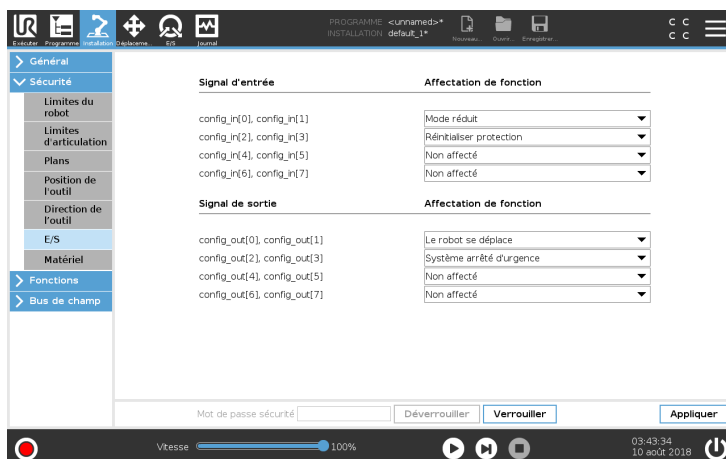 PROGRAMME <unnamed>*
INSTALLATION default_1*
UR
Exécuter Programme Installation Déplaceme... E/S Journal
Nouveau... Ouvrir... Enregistrer...
C C
C C
Général
Sécurité
Limites du
robot
Limites
d'articulation
Plans
Position de
l'outil
Direction de
l'outil
E/S
Matériel
Fonctions
Bus de champ
Signal d'entrée Affectation de fonction
config_in[0], config_in[1] Mode réduit
config_in[2], config_in[3] Réinitialiser protection
config_in[4], config_in[5] Non affecté
config_in[6], config_in[7] Non affecté
Signal de sortie Affectation de fonction
config_out[0], config_out[1] Le robot se déplace
config_out[2], config_out[3] Système arrêté d'urgence
config_out[4], config_out[5] Non affecté
config_out[6], config_out[7] Non affecté
Mot de passe sécurité Déverrouiller Verrouiller Appliquer
Vitesse 100%
03:43:34
10 août 2018